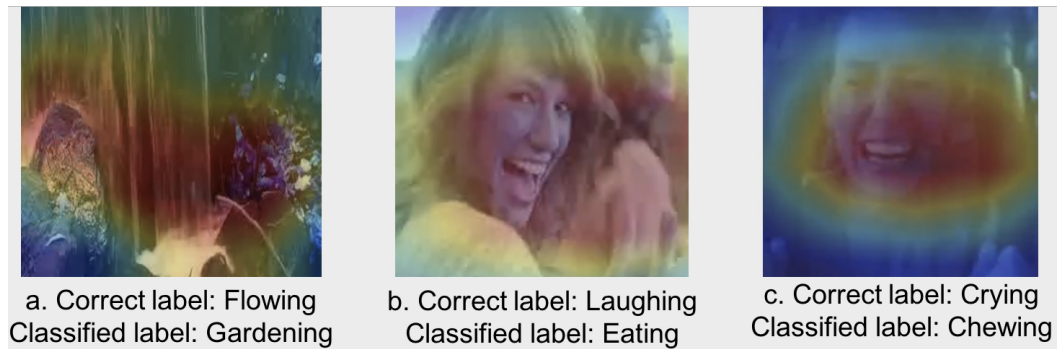 a. Correct label: Flowing
Classified label: Gardening
b. Correct label: Laughing
Classified label: Eating
c. Correct label: Crying
Classified label: Chewing